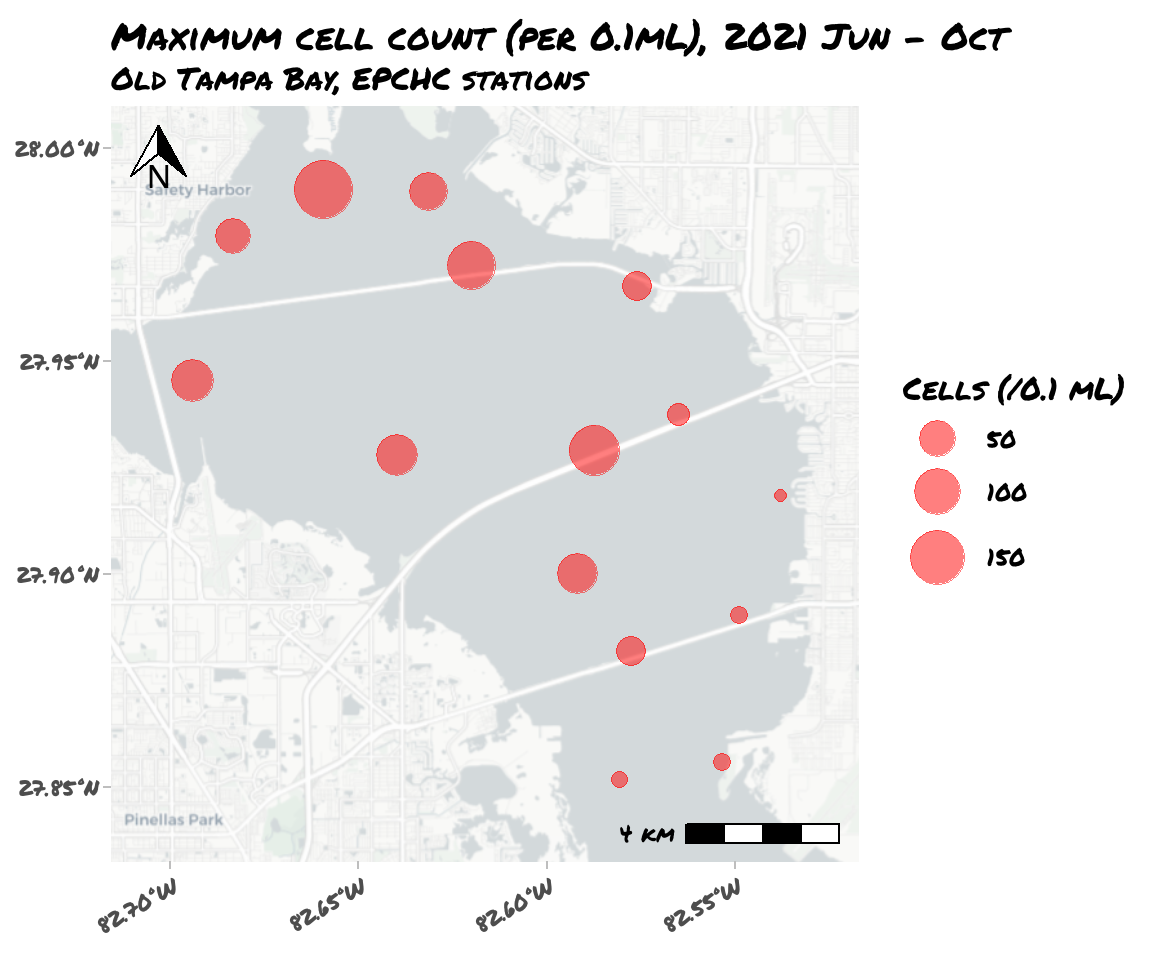 Maximum cell count (per 0.1mL), 2021 Jun - Oct
Old Tampa Bay, EPCHC stations
28.00°N
27.95°N
27.90°N
27.85°N
N
Safety Harbor
Pinellas Park
4 km
82.70°W
82.65°W
82.60°W
82.55°W
Cells (/0.1 mL)
50
100
150